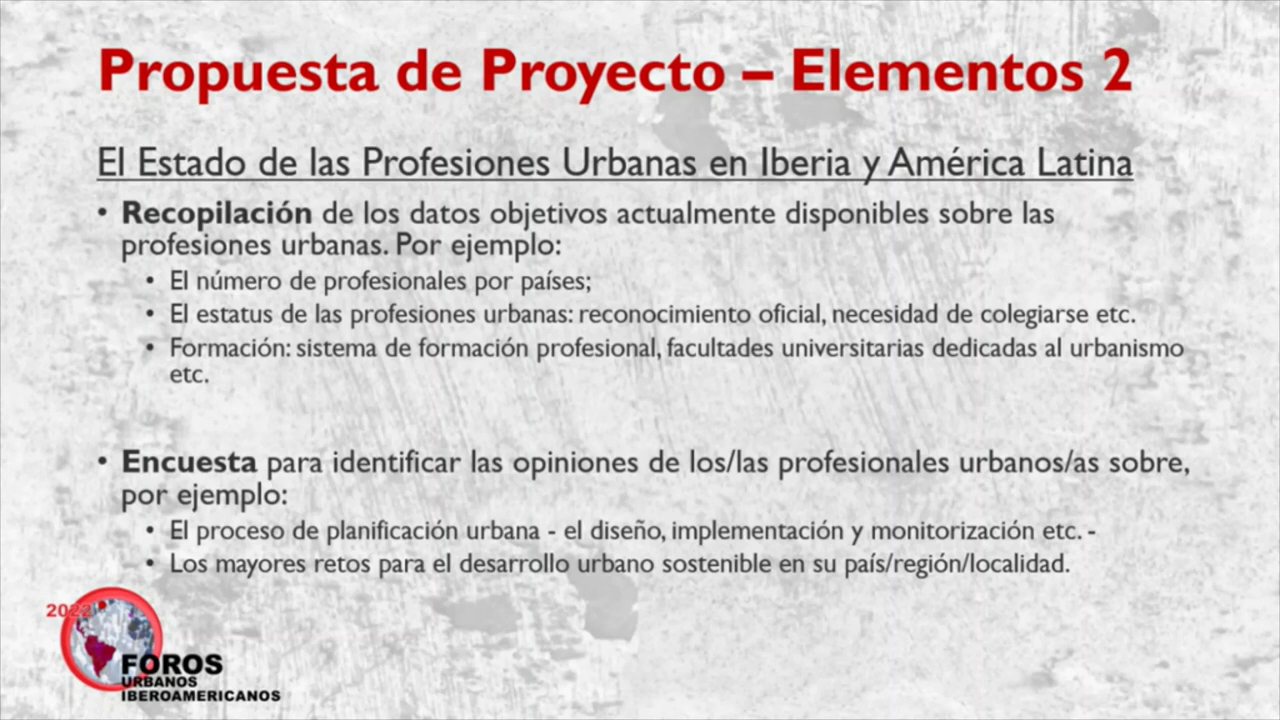 Propuesta de Proyecto – Elementos 2
El Estado de las Profesiones Urbanas en Iberia y América Latina
• Recopilación de los datos objetivos actualmente disponibles sobre las
profesiones urbanas. Por ejemplo:
• El número de profesionales por países;
• El estatus de las profesiones urbanas: reconocimiento oficial, necesidad de colegiarse etc.
• Formación: sistema de formación profesional, facultades universitarias dedicadas al urbanismo
etc.
• Encuesta para identificar las opiniones de los/las profesionales urbanos/as sobre,
por ejemplo:
• El proceso de planificación urbana - el diseño, implementación y monitorización etc. -
• Los mayores retos para el desarrollo urbano sostenible en su país/región/localidad.
2022
FOROS
URBANOS
IBEROAMERICANOS